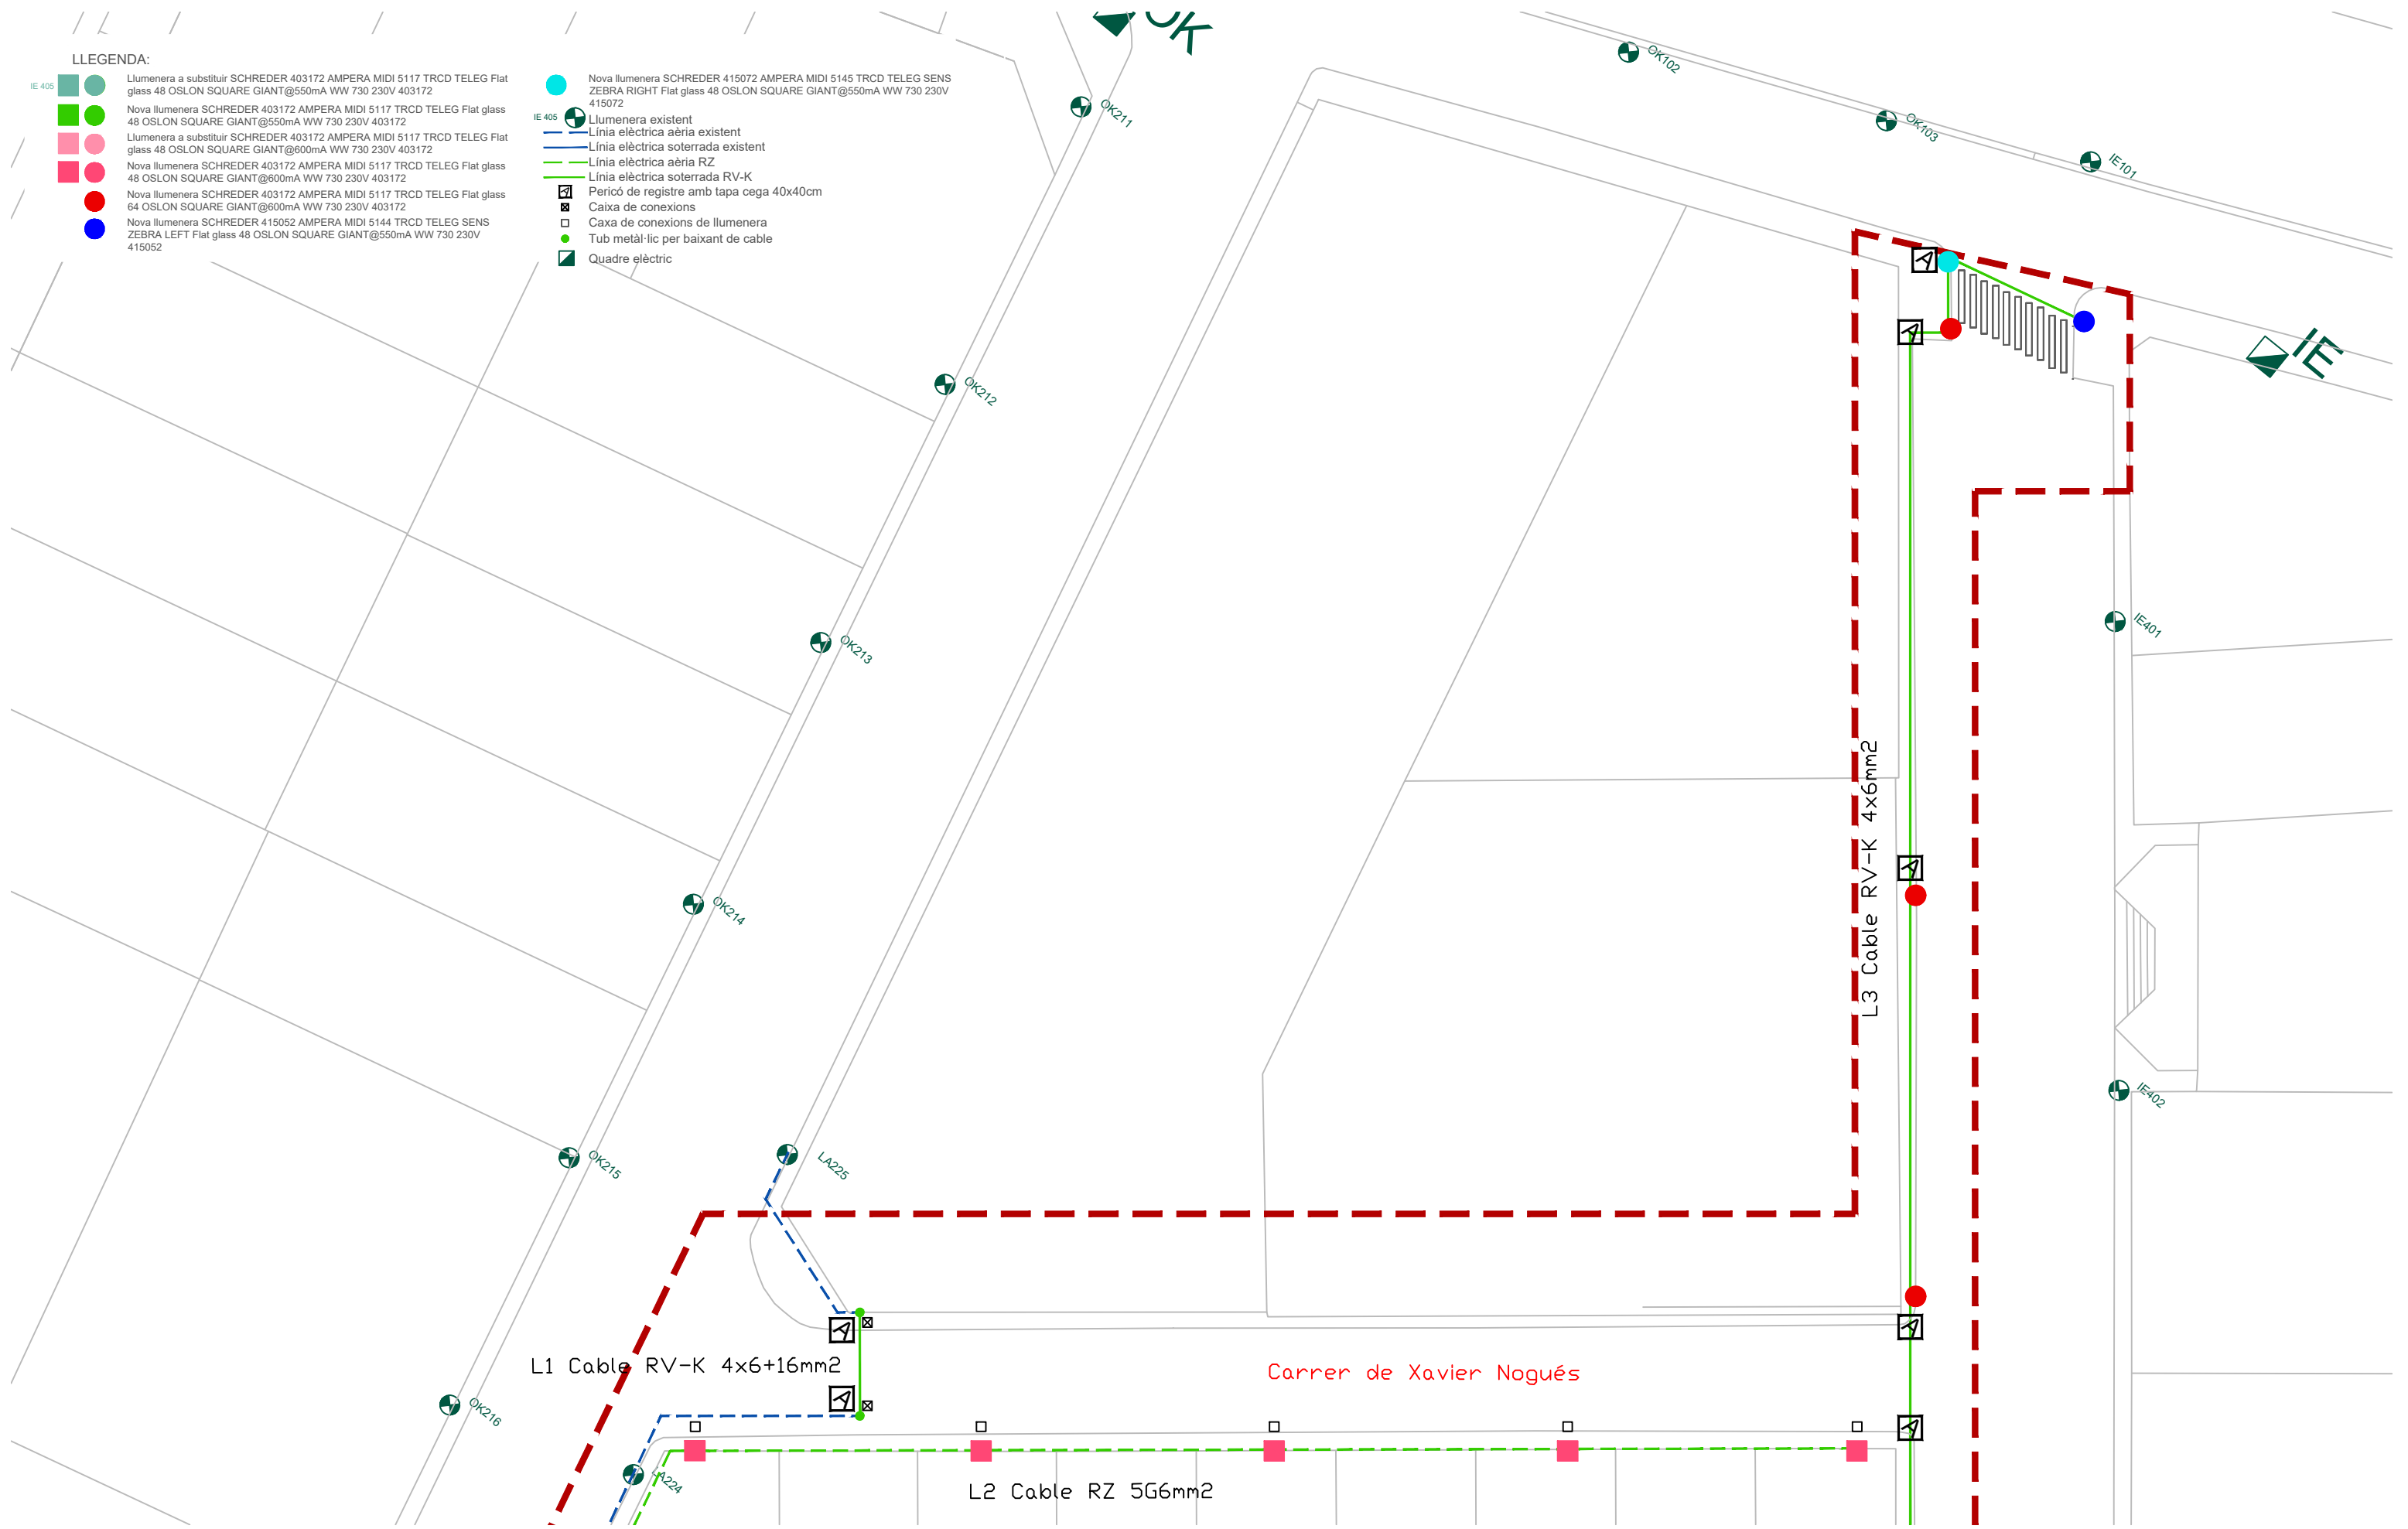 LLEGENDA:
IE 405
Llumenera a substituir SCHREDER 403172 AMPERA MIDI 5117 TRCD TELEG Flat
glass 48 OSLON SQUARE GIANT@550mA WW 730 230V 403172
Nova llumenera SCHREDER 403172 AMPERA MIDI 5117 TRCD TELEG Flat glass
48 OSLON SQUARE GIANT@550mA WW 730 230V 403172
Llumenera a substituir SCHREDER 403172 AMPERA MIDI 5117 TRCD TELEG Flat
glass 48 OSLON SQUARE GIANT@600mA WW 730 230V 403172
Nova llumenera SCHREDER 403172 AMPERA MIDI 5117 TRCD TELEG Flat glass
48 OSLON SQUARE GIANT@600mA WW 730 230V 403172
Nova llumenera SCHREDER 403172 AMPERA MIDI 5117 TRCD TELEG Flat glass
64 OSLON SQUARE GIANT@600mA WW 730 230V 403172
Nova llumenera SCHREDER 415052 AMPERA MIDI 5144 TRCD TELEG SENS
ZEBRA LEFT Flat glass 48 OSLON SQUARE GIANT@550mA WW 730 230V
415052
Nova llumenera SCHREDER 415072 AMPERA MIDI 5145 TRCD TELEG SENS
ZEBRA RIGHT Flat glass 48 OSLON SQUARE GIANT@550mA WW 730 230V
415072
IE 405
Llumenera existent
Línia elèctrica aèria existent
Línia elèctrica soterrada existent
Línia elèctrica aèria RZ
Línia elèctrica soterrada RV-K
A
Pericó de registre amb tapa cega 40x40cm
Caixa de conexions
Caxa de conexions de llumenera
Tub metàl·lic per baixant de cable
Quadre elèctric
OK
OK102
OK211
OK103
IE101
A
A
IE
OK212
IE401
OK213
L3 Cable RV-K 4x6mm2
A
OK214
IE402
OK215
LA225
A
A
L1 Cable RV-K 4x6+16mm2
Carrer de Xavier Nogués
A
OK216
A
LA224
L2 Cable RZ 5G6mm2